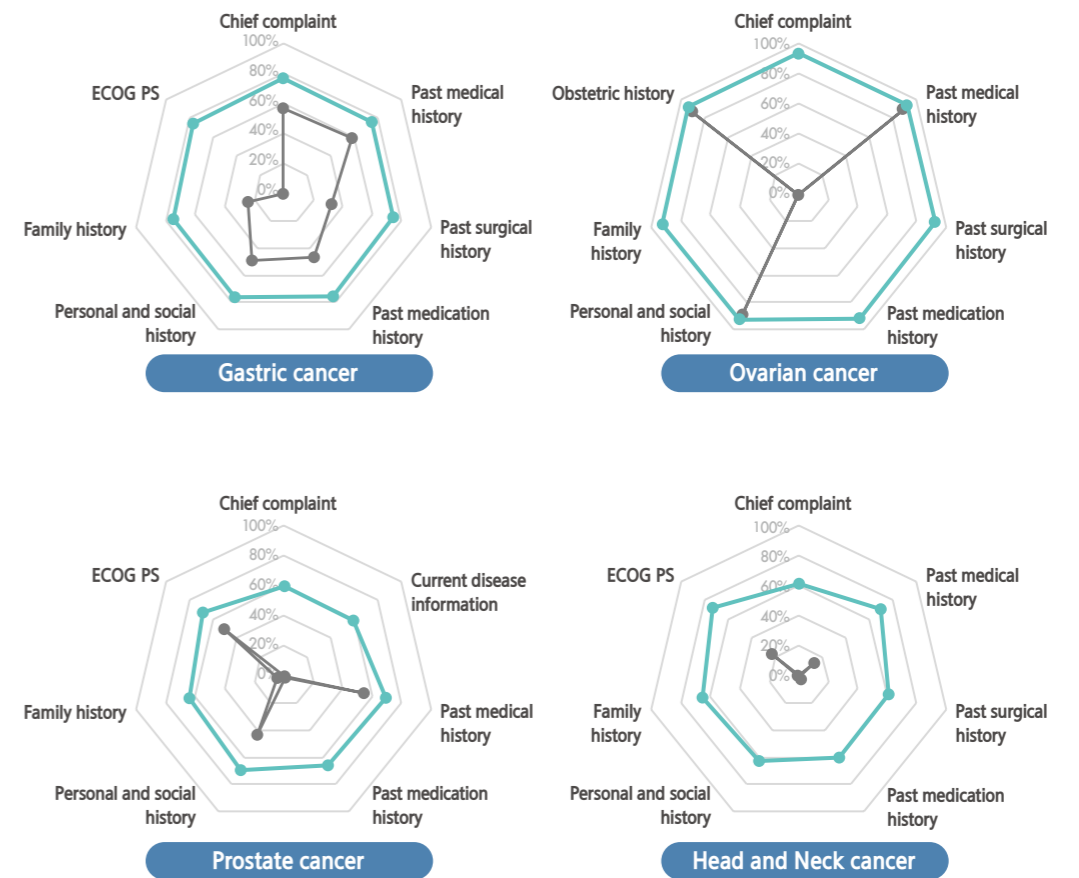 Chief complaint
100%
80%
60%
40%
20%
0%
ECOG PS
Past medical
history
Family history
Past surgical
history
Personal and social
history
Past medication
history
Gastric cancer
Chief complaint
100%
80%
60%
40%
20%
0%
Obstetric history
Past medical
history
Family
history
Past surgical
history
Personal and social
history
Past medication
history
Ovarian cancer
Chief complaint
100%
80%
60%
40%
20%
0%
ECOG PS
Current disease
information
Family history
Past medical
history
Personal and social
history
Past medication
history
Prostate cancer
Chief complaint
100%
80%
60%
40%
20%
0%
ECOG PS
Past medical
history
Family
history
Past surgical
history
Personal and social
history
Past medication
history
Head and Neck cancer